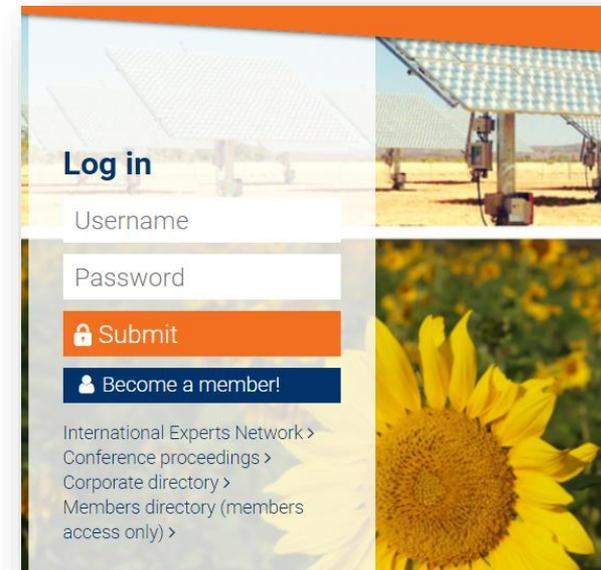 Log in
Username
Password
Submit
Become a member!
International Experts Network >
Conference proceedings >
Corporate directory >
Members directory (members
access only) >